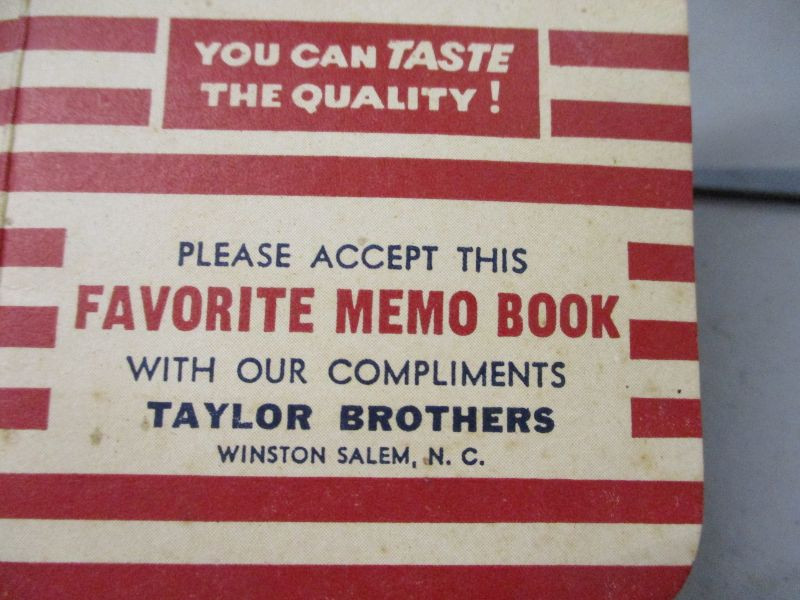 YOU CAN TASTE
THE QUALITY!
PLEASE ACCEPT THIS
FAVORITE MEMO BOOK
WITH OUR COMPLIMENTS
TAYLOR BROTHERS
WINSTON SALEM, N. C.